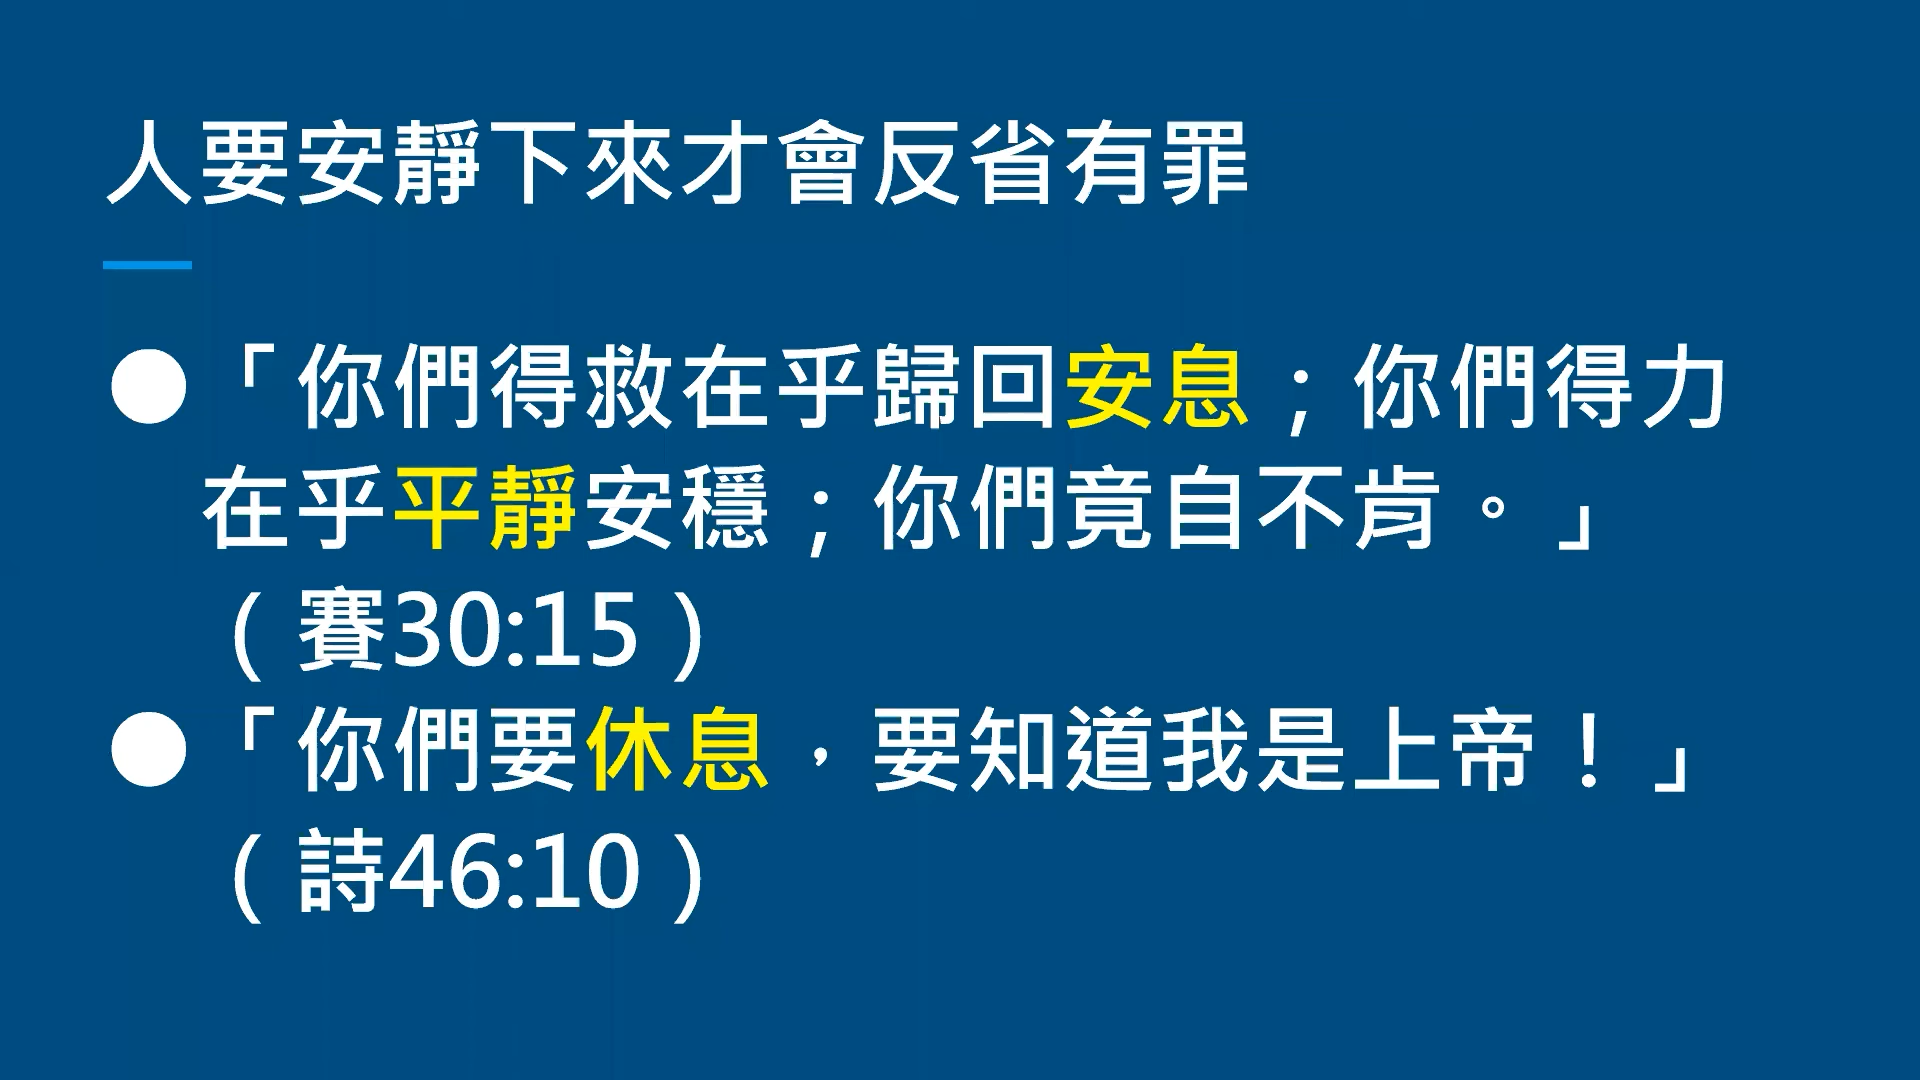 人要安靜下來才會反省有罪
●「你們得救在乎歸回安息；你們得力
在乎平靜安穩；你們竟自不肯。」
（賽30:15）
●「你們要休息，要知道我是上帝！」
（詩46:10）